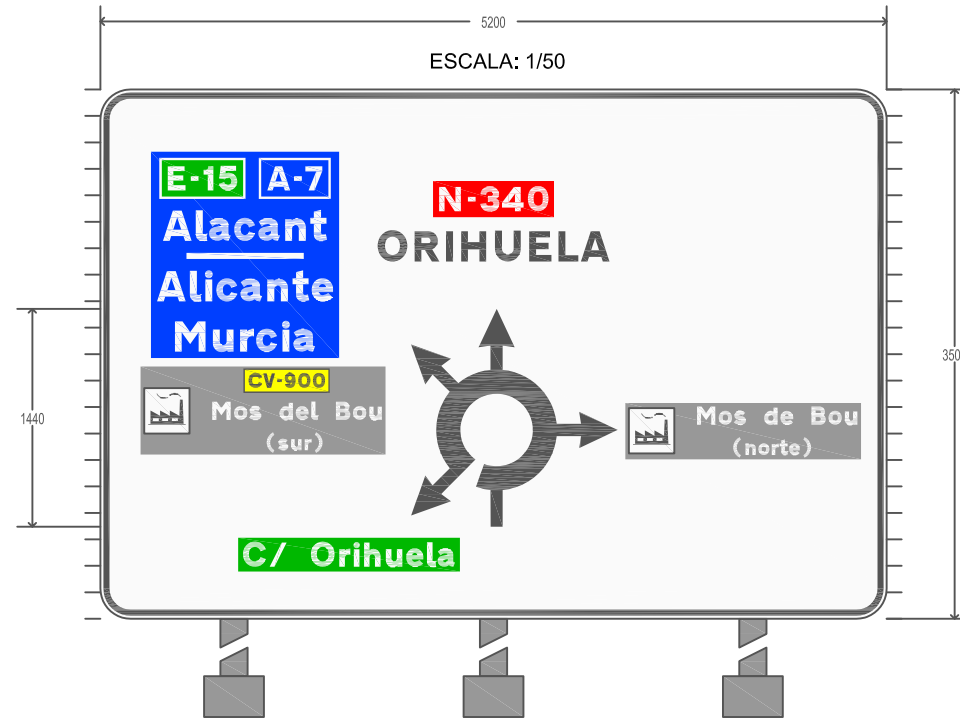 5200
ESCALA: 1/50
E-15 A-7
Alacant
Alicante
Murcia
N-340
ORIHUELA
CV-900
Mos del Bou
(sur)
Mos de Bou
(norte)
C/ Orihuela
1440
350